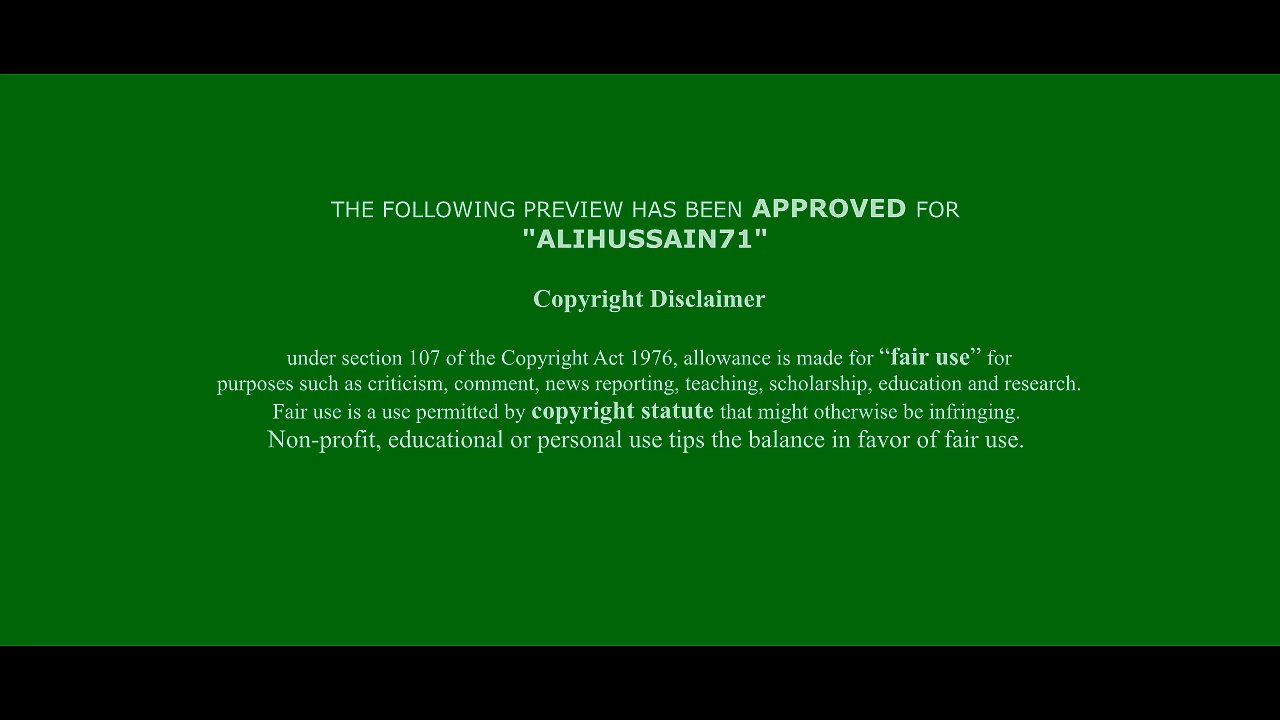 THE FOLLOWING PREVIEW HAS BEEN APPROVED FOR
"ALIHUSSAIN71"
Copyright Disclaimer
under section 107 of the Copyright Act 1976, allowance is made for “fair use” for
purposes such as criticism, comment, news reporting, teaching, scholarship, education and research.
Fair use is a use permitted by copyright statute that might otherwise be infringing.
Non-profit, educational or personal use tips the balance in favor of fair use.